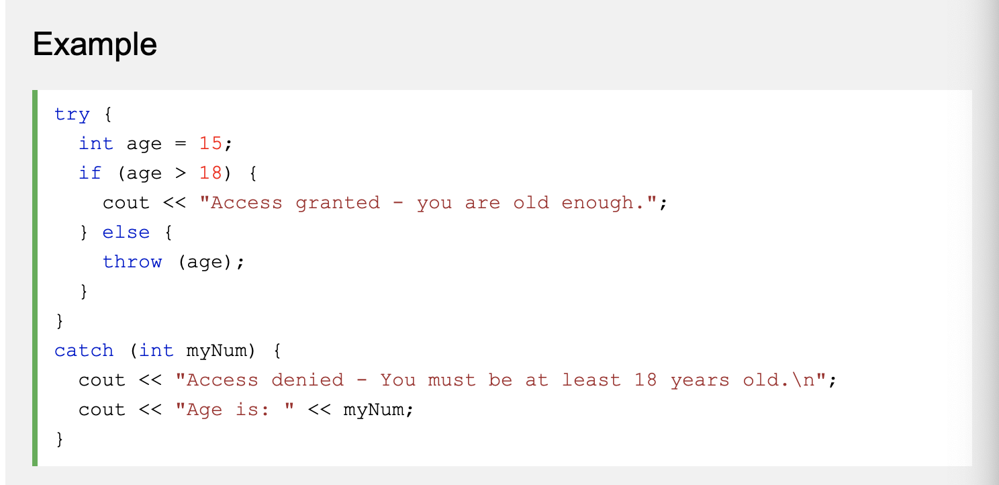 Example
try {
  int age = 15;
  if (age > 18) {
    cout << "Access granted - you are old enough.";
  } else {
    throw (age);
  }
}
catch (int myNum) {
  cout << "Access denied - You must be at least 18 years old.\n";
  cout << "Age is: " << myNum;
}